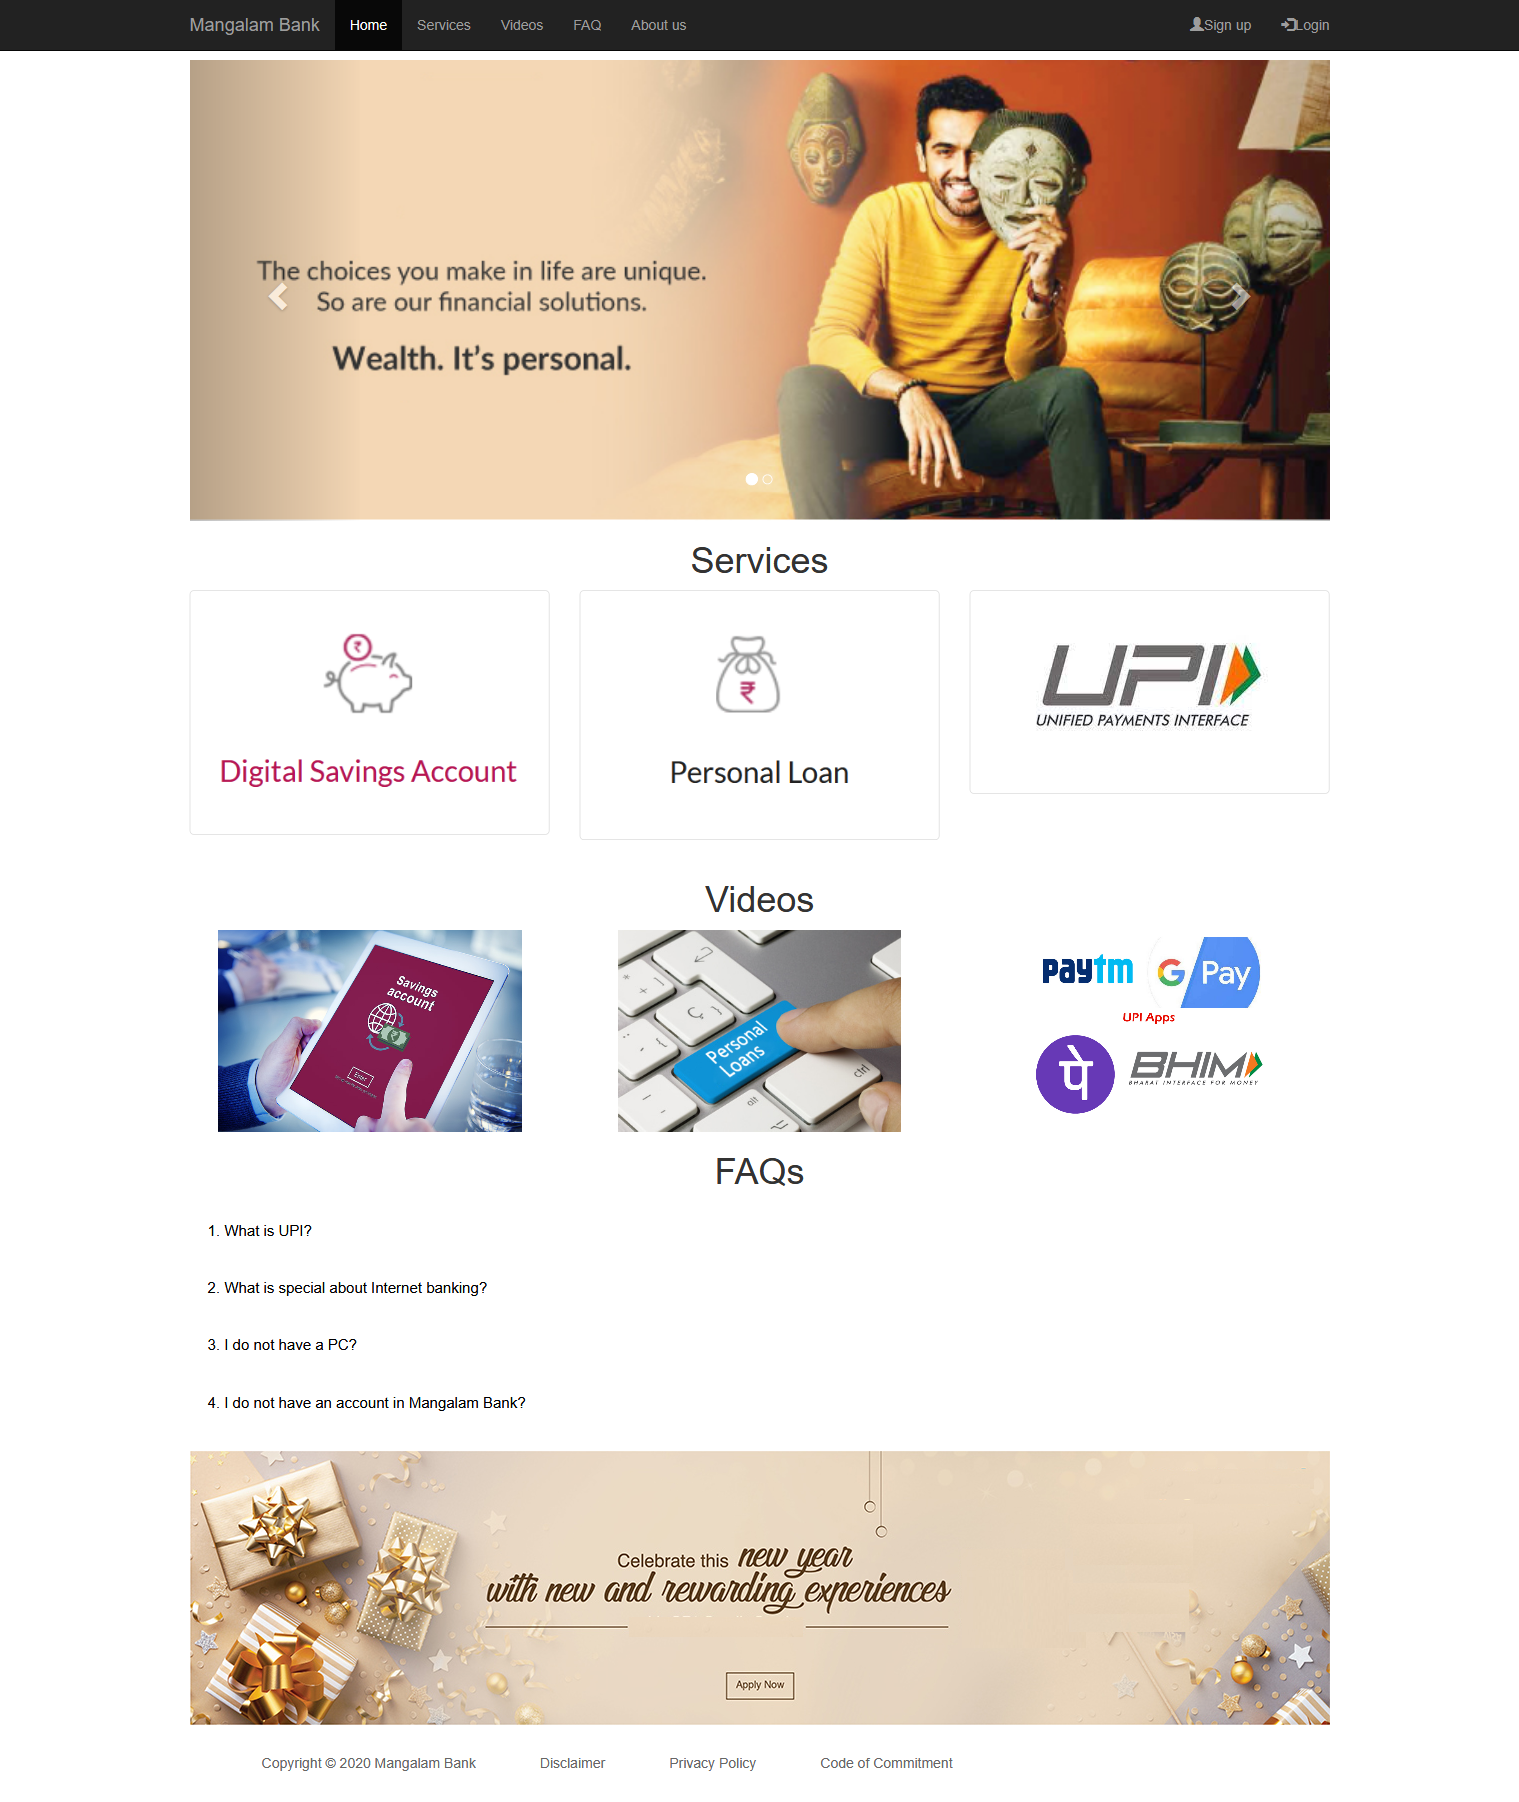 Mangalam Bank Home Services Videos FAQ About us Sign up Login
The choices you make in life are unique.
So are our financial solutions.
Wealth. It's personal.
Services
₹
Digital Savings Account
₹
Personal Loan
UPI
UNIFIED PAYMENTS INTERFACE
Videos
Savings
account
Personal
Loans
ctrl
alt
paytm G Pay
UPI Apps
पे BHIM
BHARAT INTERFACE FOR MONEY
FAQs
1. What is UPI?
2. What is special about Internet banking?
3. I do not have a PC?
4. I do not have an account in Mangalam Bank?
Celebrate this new year
with new and rewarding experiences
Apply Now
Copyright © 2020 Mangalam Bank Disclaimer Privacy Policy Code of Commitment